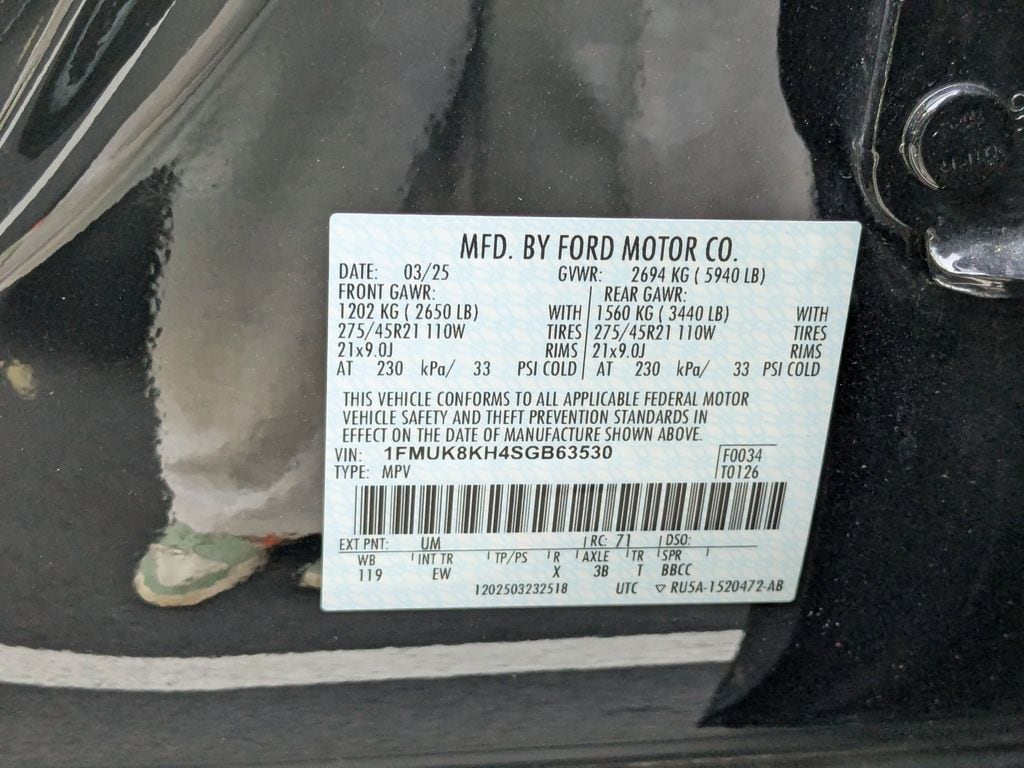 MFD. BY FORD MOTOR CO.
DATE: 03/25 GVWR: 2694 KG ( 5940 LB)
FRONT GAWR: REAR GAWR:
1202 KG ( 2650 LB) WITH 1560 KG ( 3440 LB) WITH
275/45R21 110W TIRES 275/45R21 110W TIRES
21x9.0J RIMS 21x9.0J RIMS
AT 230 kPa/ 33 PSI COLD AT 230 kPa/ 33 PSI COLD
THIS VEHICLE CONFORMS TO ALL APPLICABLE FEDERAL MOTOR
VEHICLE SAFETY AND THEFT PREVENTION STANDARDS IN
EFFECT ON THE DATE OF MANUFACTURE SHOWN ABOVE.
VIN: 1FMUK8KH4SGB63530 F0034
TYPE: MPV T0126
EXT PNT: UM RC: 71 DSO:
WB INT TR TP/PS R AXLE TR SPR
119 EW X 3B T BBCC
1202503232518 UTC ▽ RU5A-1520472-AB